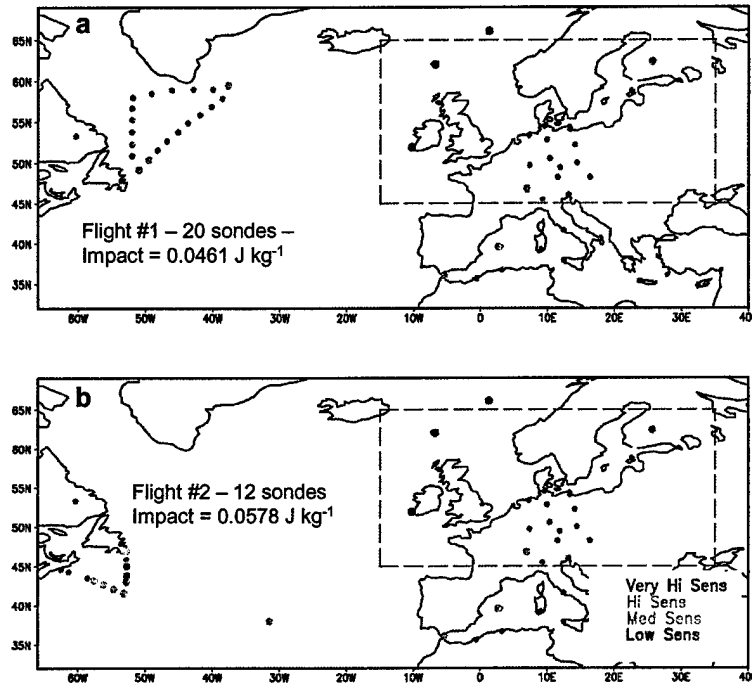 a
65N
60N
55N
50N
45N
40N
35N
Flight #1 – 20 sondes –
Impact = 0.0461 J kg-1
60W 50W 40W 30W 20W 10W 0 10E 20E 30E 40
b
65N
60N
55N
50N
45N
40N
35N
Flight #2 – 12 sondes
Impact = 0.0578 J kg-1
Very Hi Sens
Hi Sens
Med Sens
Low Sens
60W 50W 40W 30W 20W 10W 0 10E 20E 30E 40